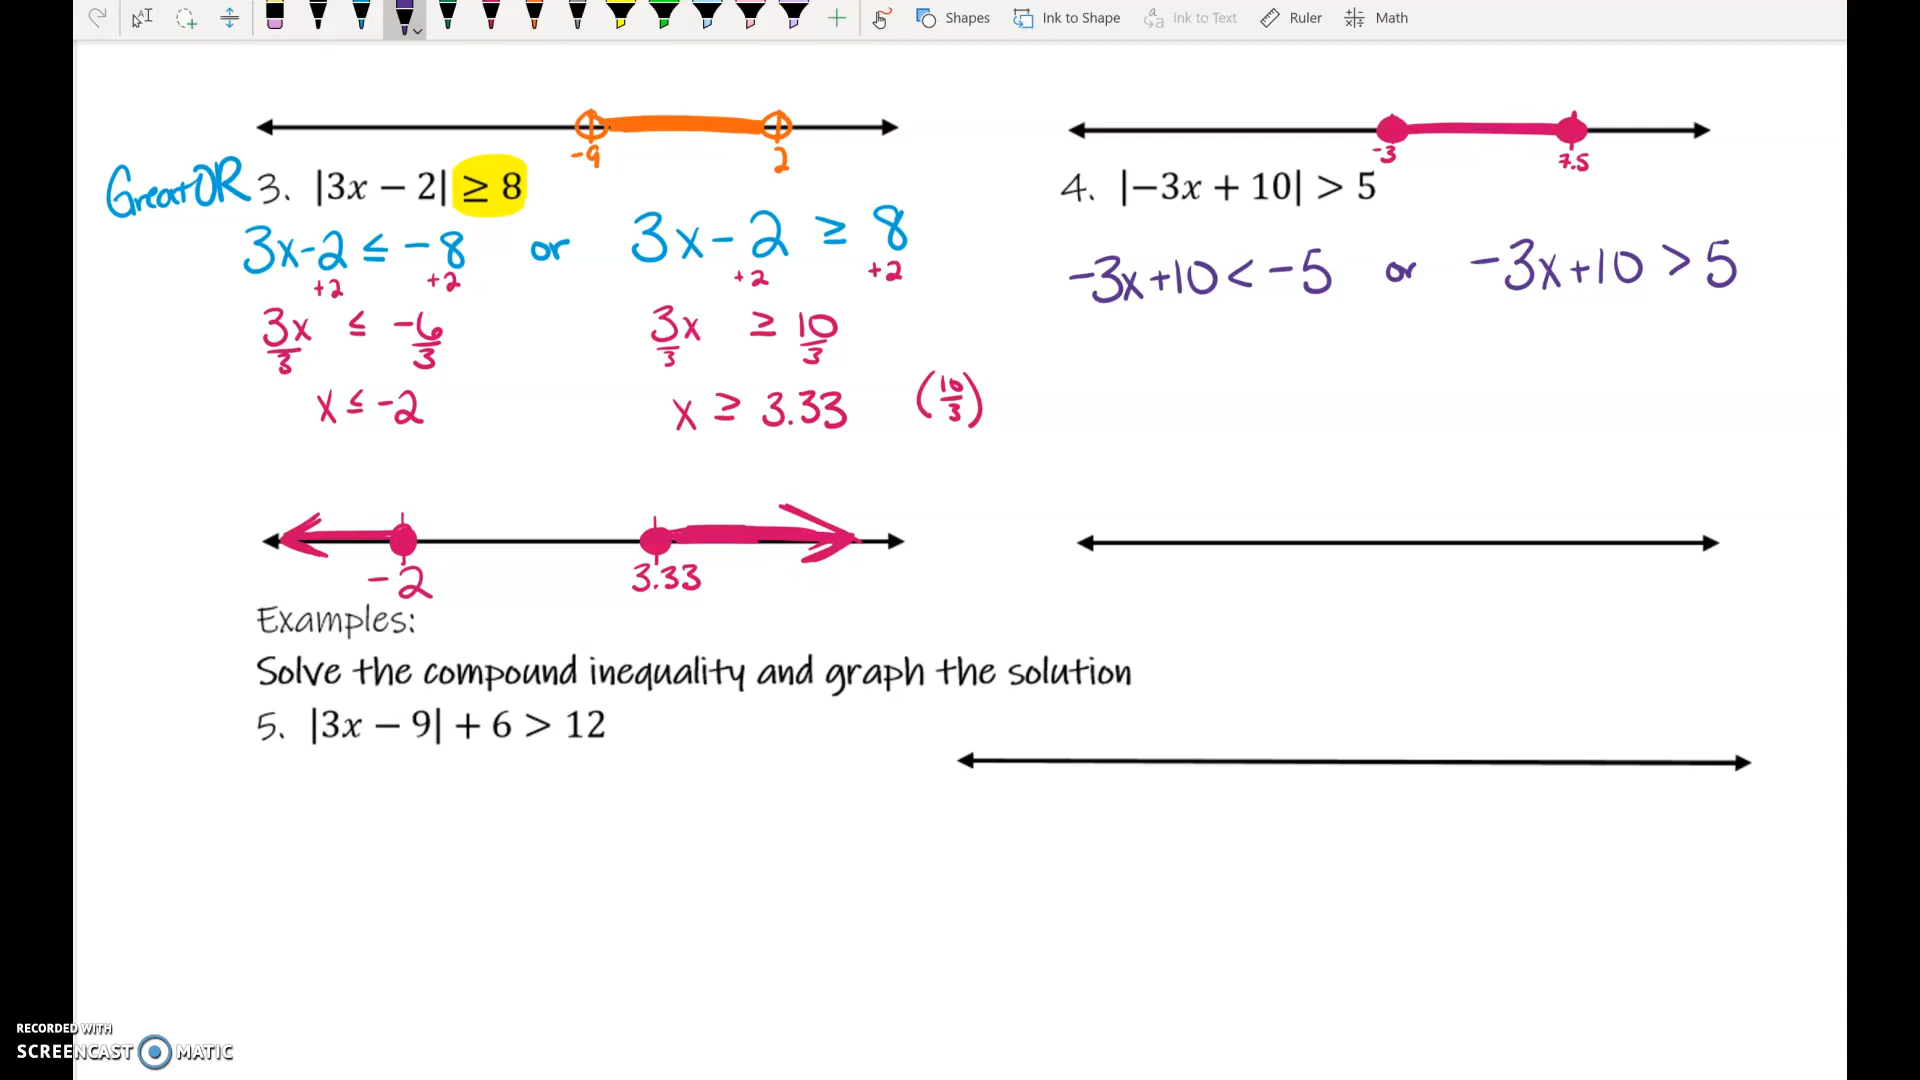 Shapes Ink to Shape Ink to Text Ruler Math
-9 2
-3 7.5
GreatOR 3. |3x − 2| ≥ 8
3x-2 ≤ -8 or 3x-2 ≥ 8
+2 +2 +2 +2
3x/3 ≤ -6/3 3x/3 ≥ 10/3
x ≤ -2 x ≥ 3.33 (10/3)
-2 3.33
4. |−3x + 10| > 5
-3x+10 < -5 or -3x+10 > 5
Examples:
Solve the compound inequality and graph the solution
5. |3x − 9| + 6 > 12
RECORDED WITH
SCREENCAST MATIC